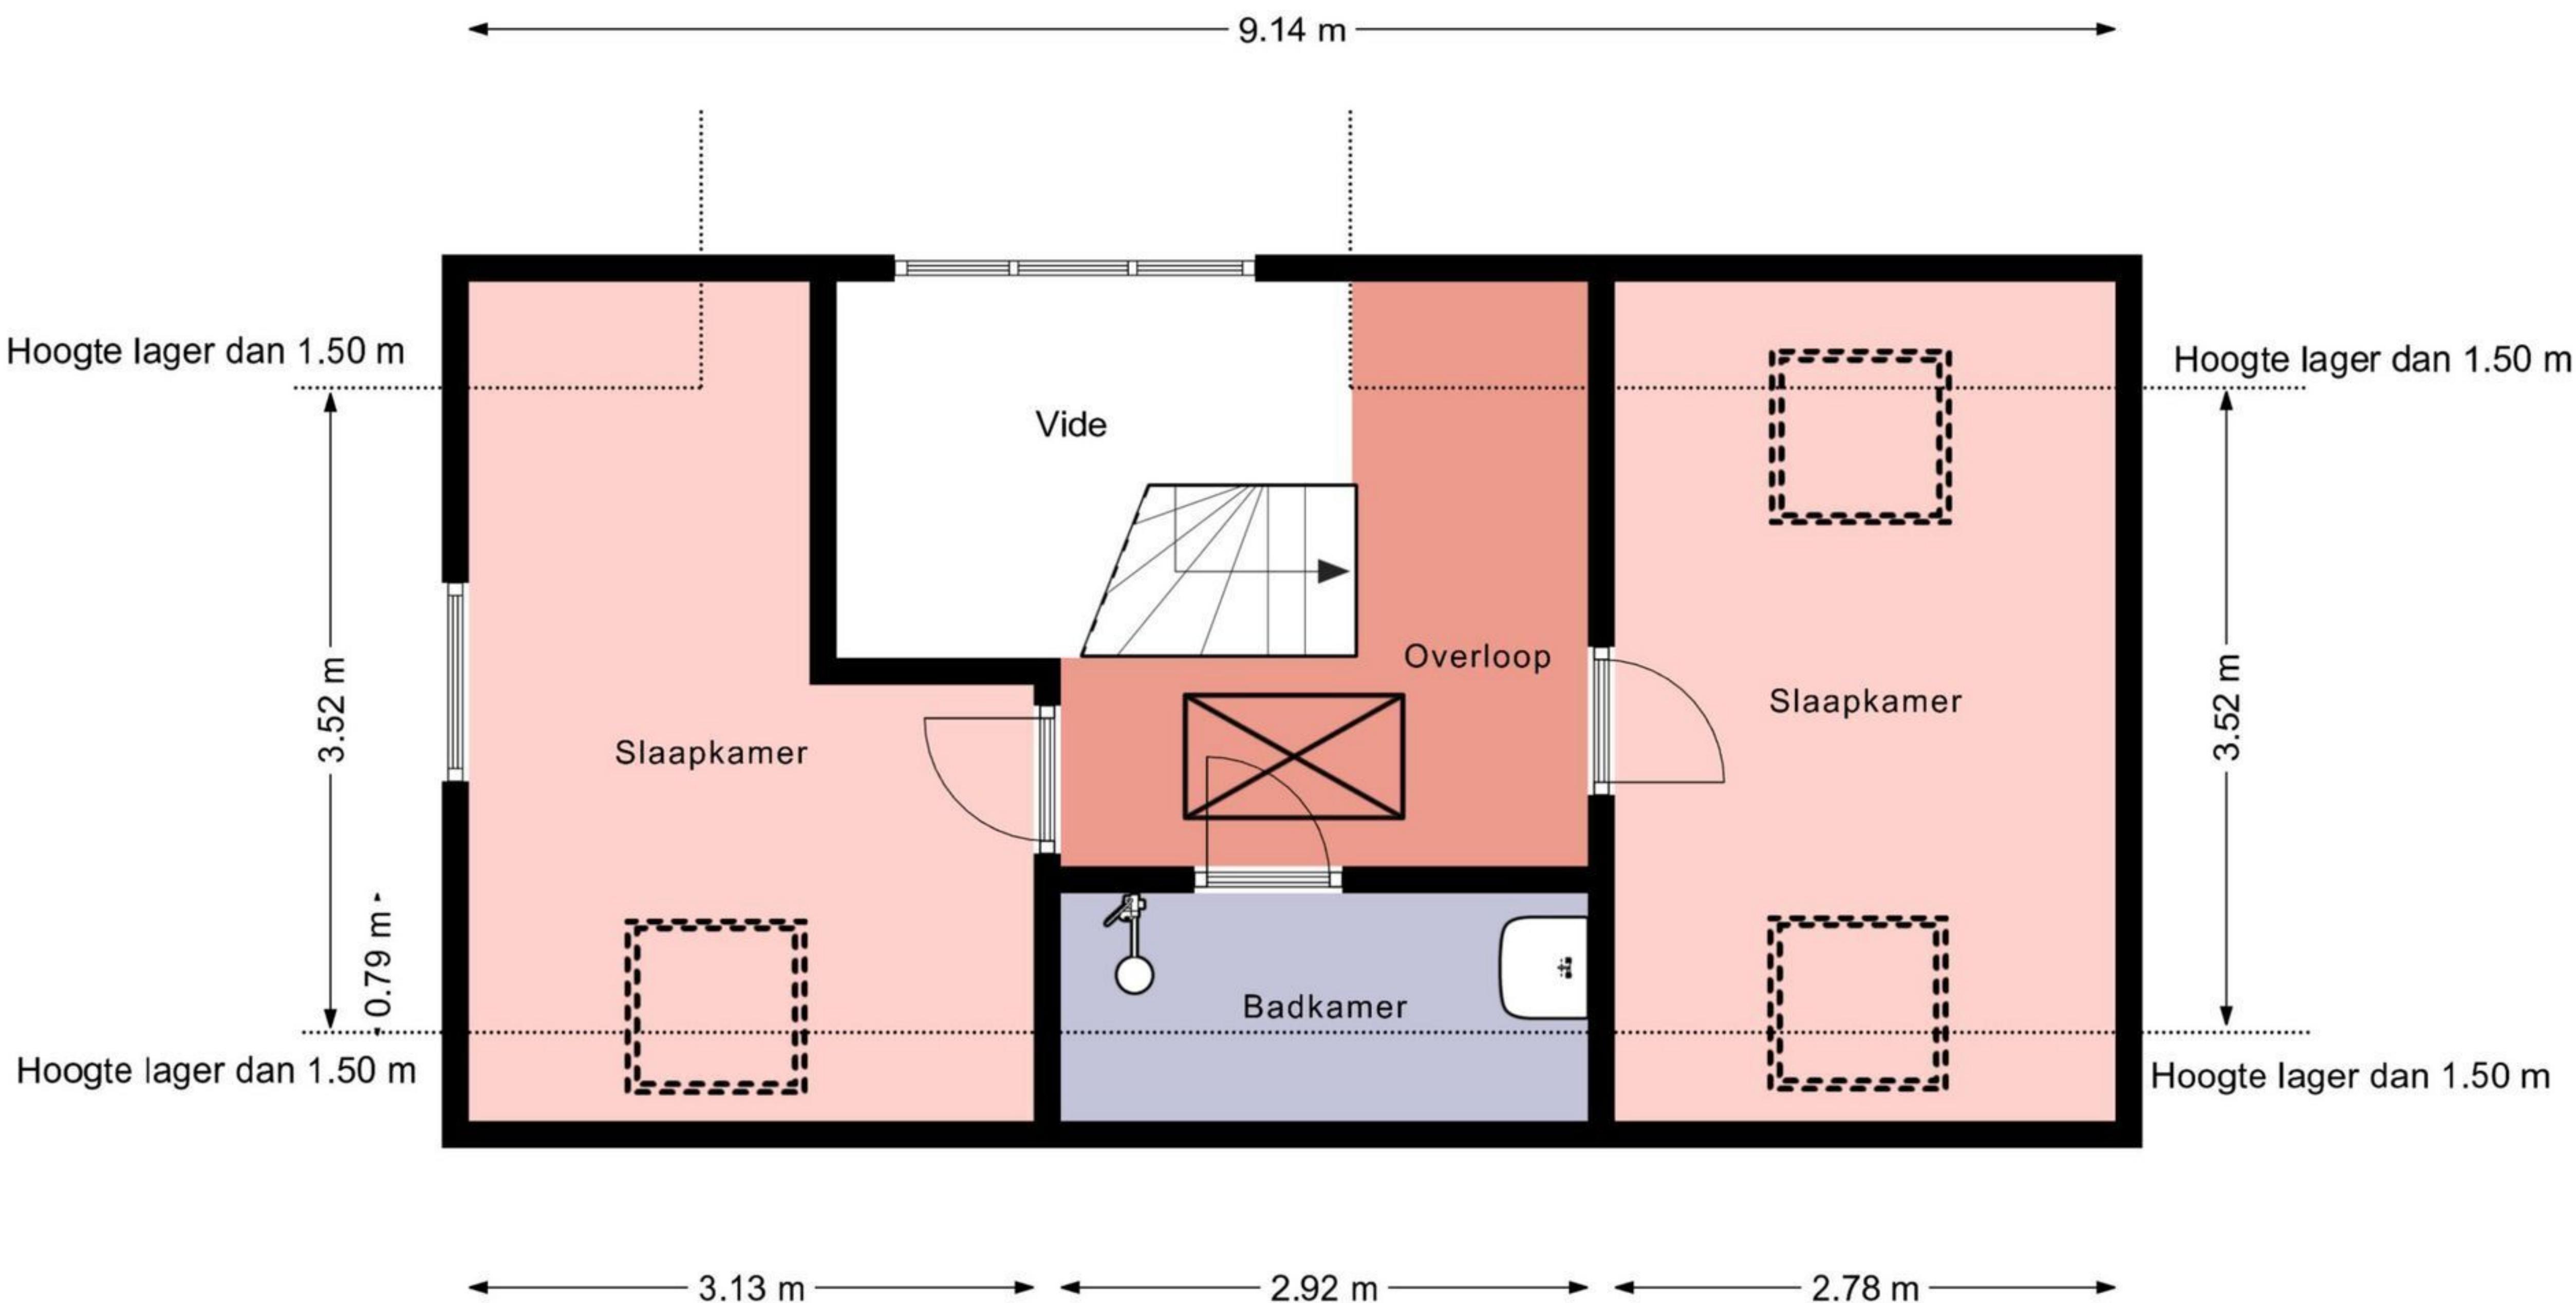 9.14 m
Hoogte lager dan 1.50 m
Hoogte lager dan 1.50 m
Vide
3.52 m
Overloop
Slaapkamer
3.52 m
Slaapkamer
0.79 m
Badkamer
Hoogte lager dan 1.50 m
Hoogte lager dan 1.50 m
3.13 m
2.92 m
2.78 m